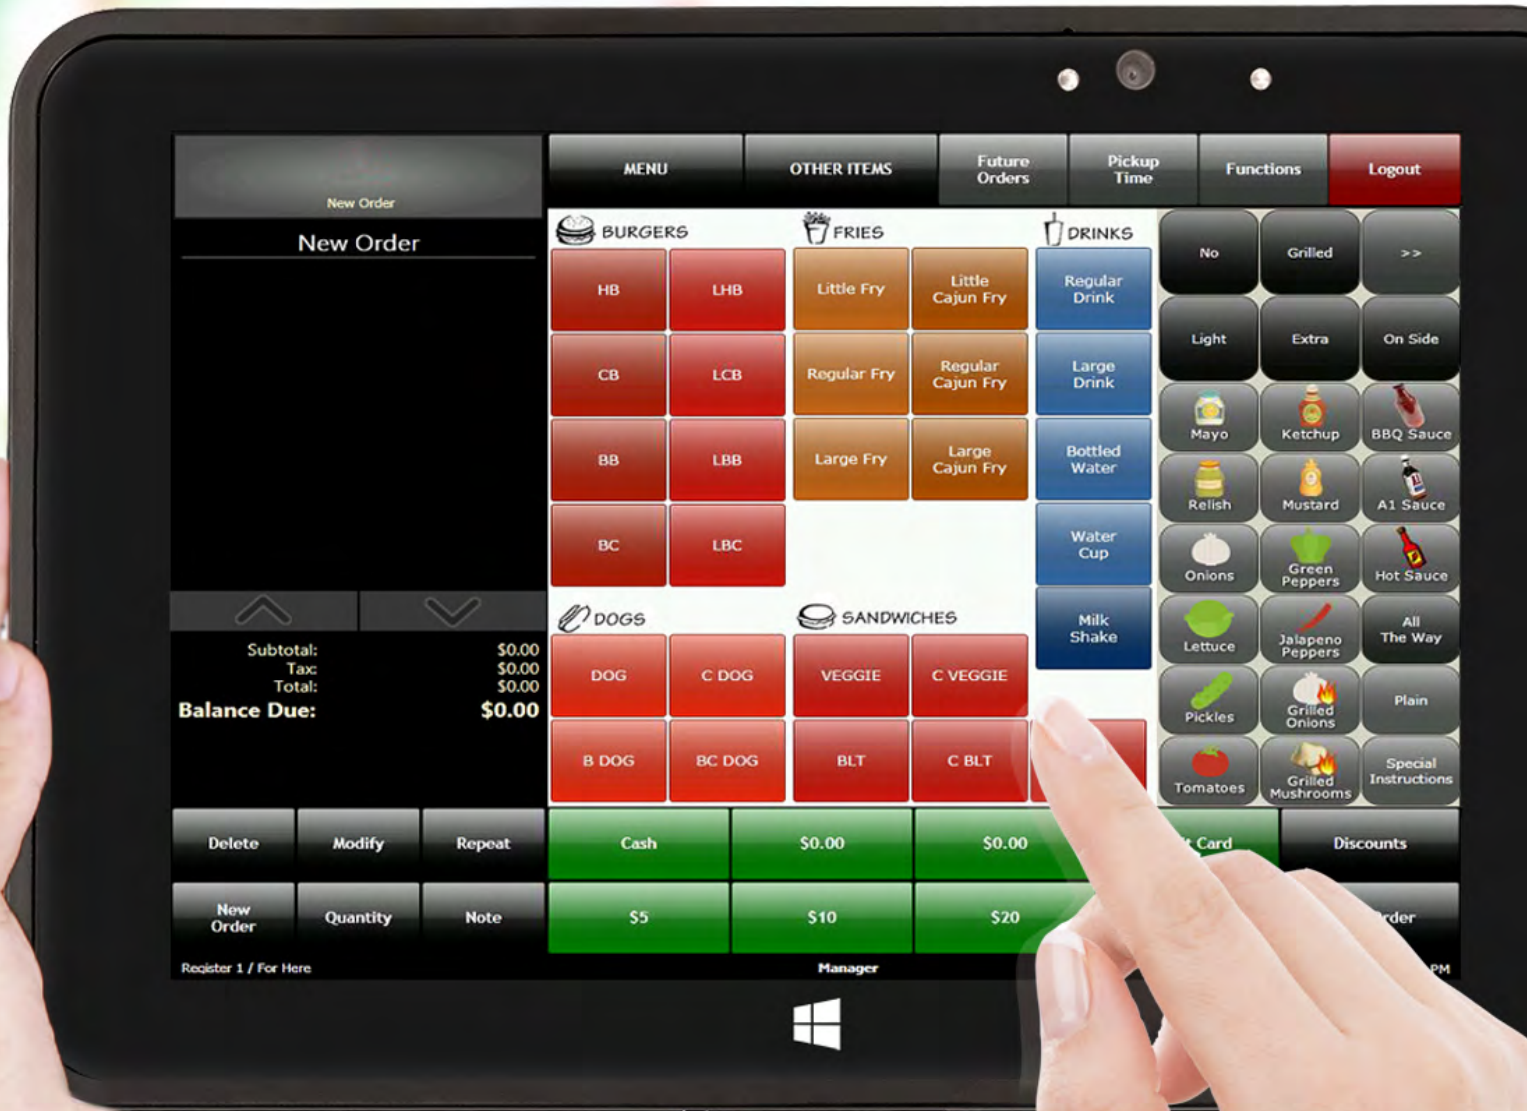 New Order
MENU
OTHER ITEMS
Future
Orders
Pickup
Time
Functions
Logout
New Order
Subtotal: $0.00
Tax: $0.00
Total: $0.00
Balance Due: $0.00
BURGERS
HB
LHB
CB
LCB
BB
LBB
BC
LBC
FRIES
Little Fry
Little
Cajun Fry
Regular Fry
Regular
Cajun Fry
Large Fry
Large
Cajun Fry
DRINKS
Regular
Drink
Large
Drink
Bottled
Water
Water
Cup
Milk
Shake
DOGS
DOG
C DOG
B DOG
BC DOG
SANDWICHES
VEGGIE
C VEGGIE
BLT
C BLT
No
Grilled
>>
Light
Extra
On Side
Mayo
Ketchup
BBQ Sauce
Relish
Mustard
A1 Sauce
Onions
Green
Peppers
Hot Sauce
Lettuce
Jalapeno
Peppers
All
The Way
Pickles
Grilled
Onions
Plain
Tomatoes
Grilled
Mushrooms
Special
Instructions
Delete
Modify
Repeat
Cash
$0.00
$0.00
Card
Discounts
New
Order
Quantity
Note
$5
$10
$20
Register 1 / For Here
Manager
PM